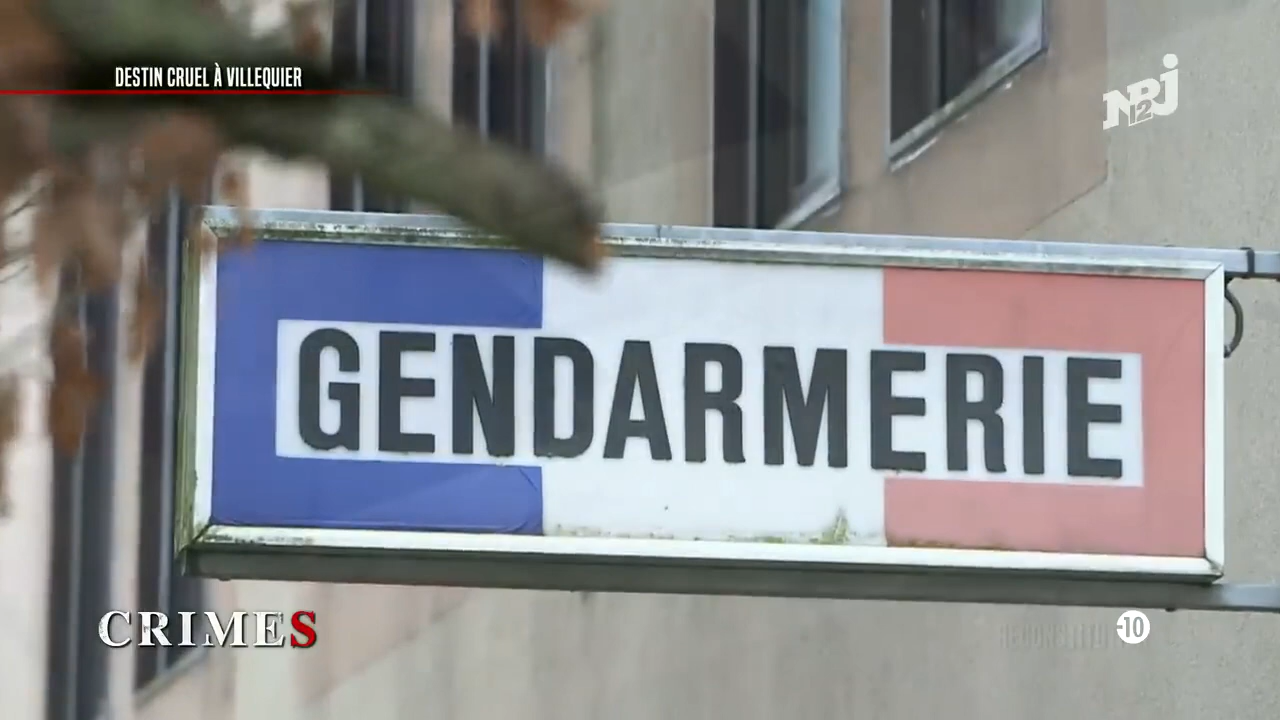 DESTIN CRUEL À VILLEQUIER
NRJ
12
GENDARMERIE
CRIMES
-10